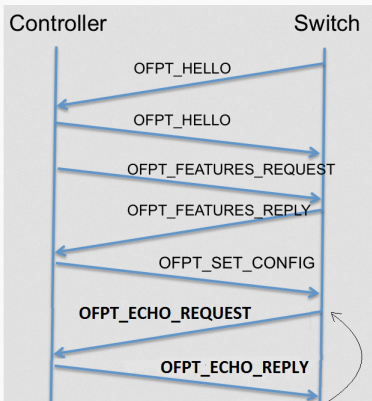 Controller Switch
OFPT_HELLO
OFPT_HELLO
OFPT_FEATURES_REQUEST
OFPT_FEATURES_REPLY
OFPT_SET_CONFIG
OFPT_ECHO_REQUEST
OFPT_ECHO_REPLY